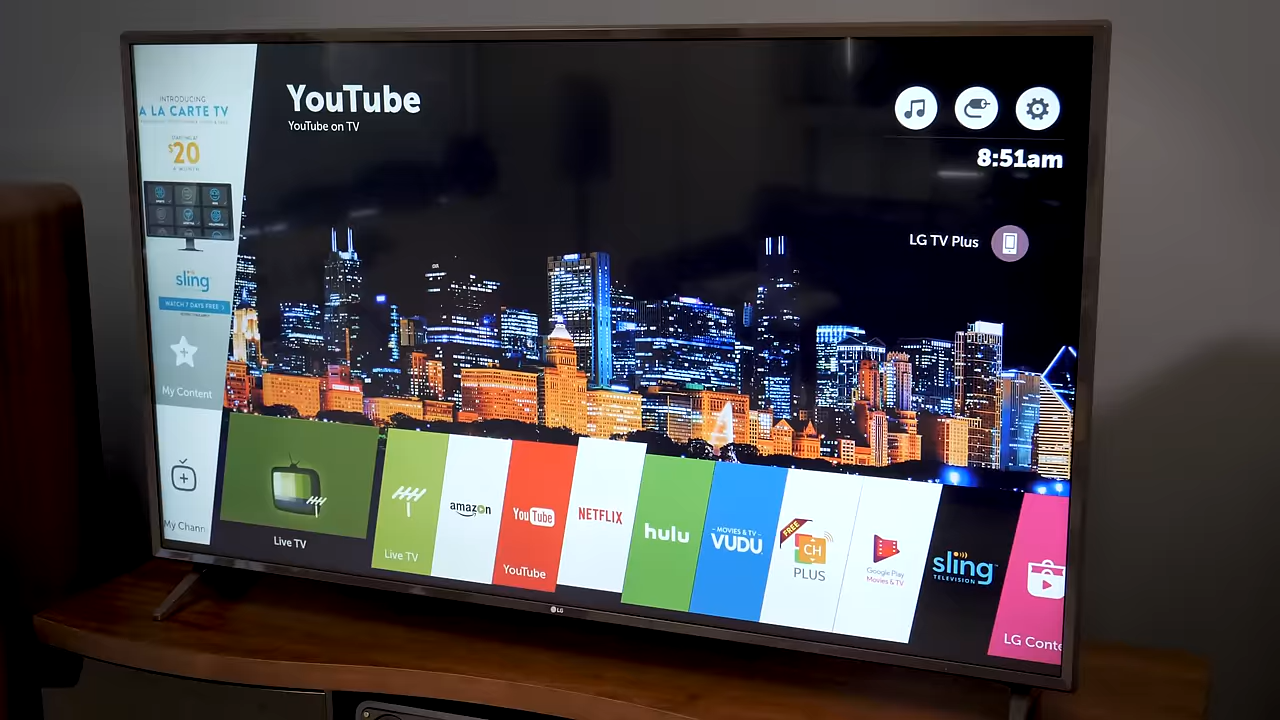 INTRODUCING
A LA CARTE TV
STARTING AT
$20
A MONTH
sling
WATCH 7 DAYS FREE
My Content
My Chann
YouTube
YouTube on TV
8:51am
LG TV Plus
Live TV
Live TV
amazon
YouTube
YouTube
NETFLIX
hulu
MOVIES & TV
VUDU
FREE
CH
PLUS
Google Play
Movies & TV
sling
TELEVISION
LG Conte
LG